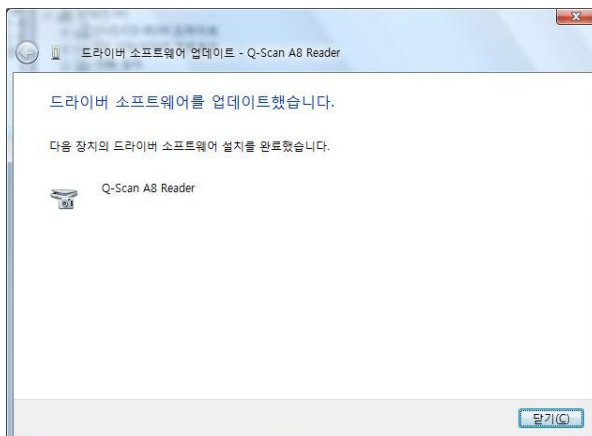 드라이버 소프트웨어 업데이트 - Q-Scan A8 Reader
드라이버 소프트웨어를 업데이트했습니다.
다음 장치의 드라이버 소프트웨어 설치를 완료했습니다.
Q-Scan A8 Reader
닫기(C)